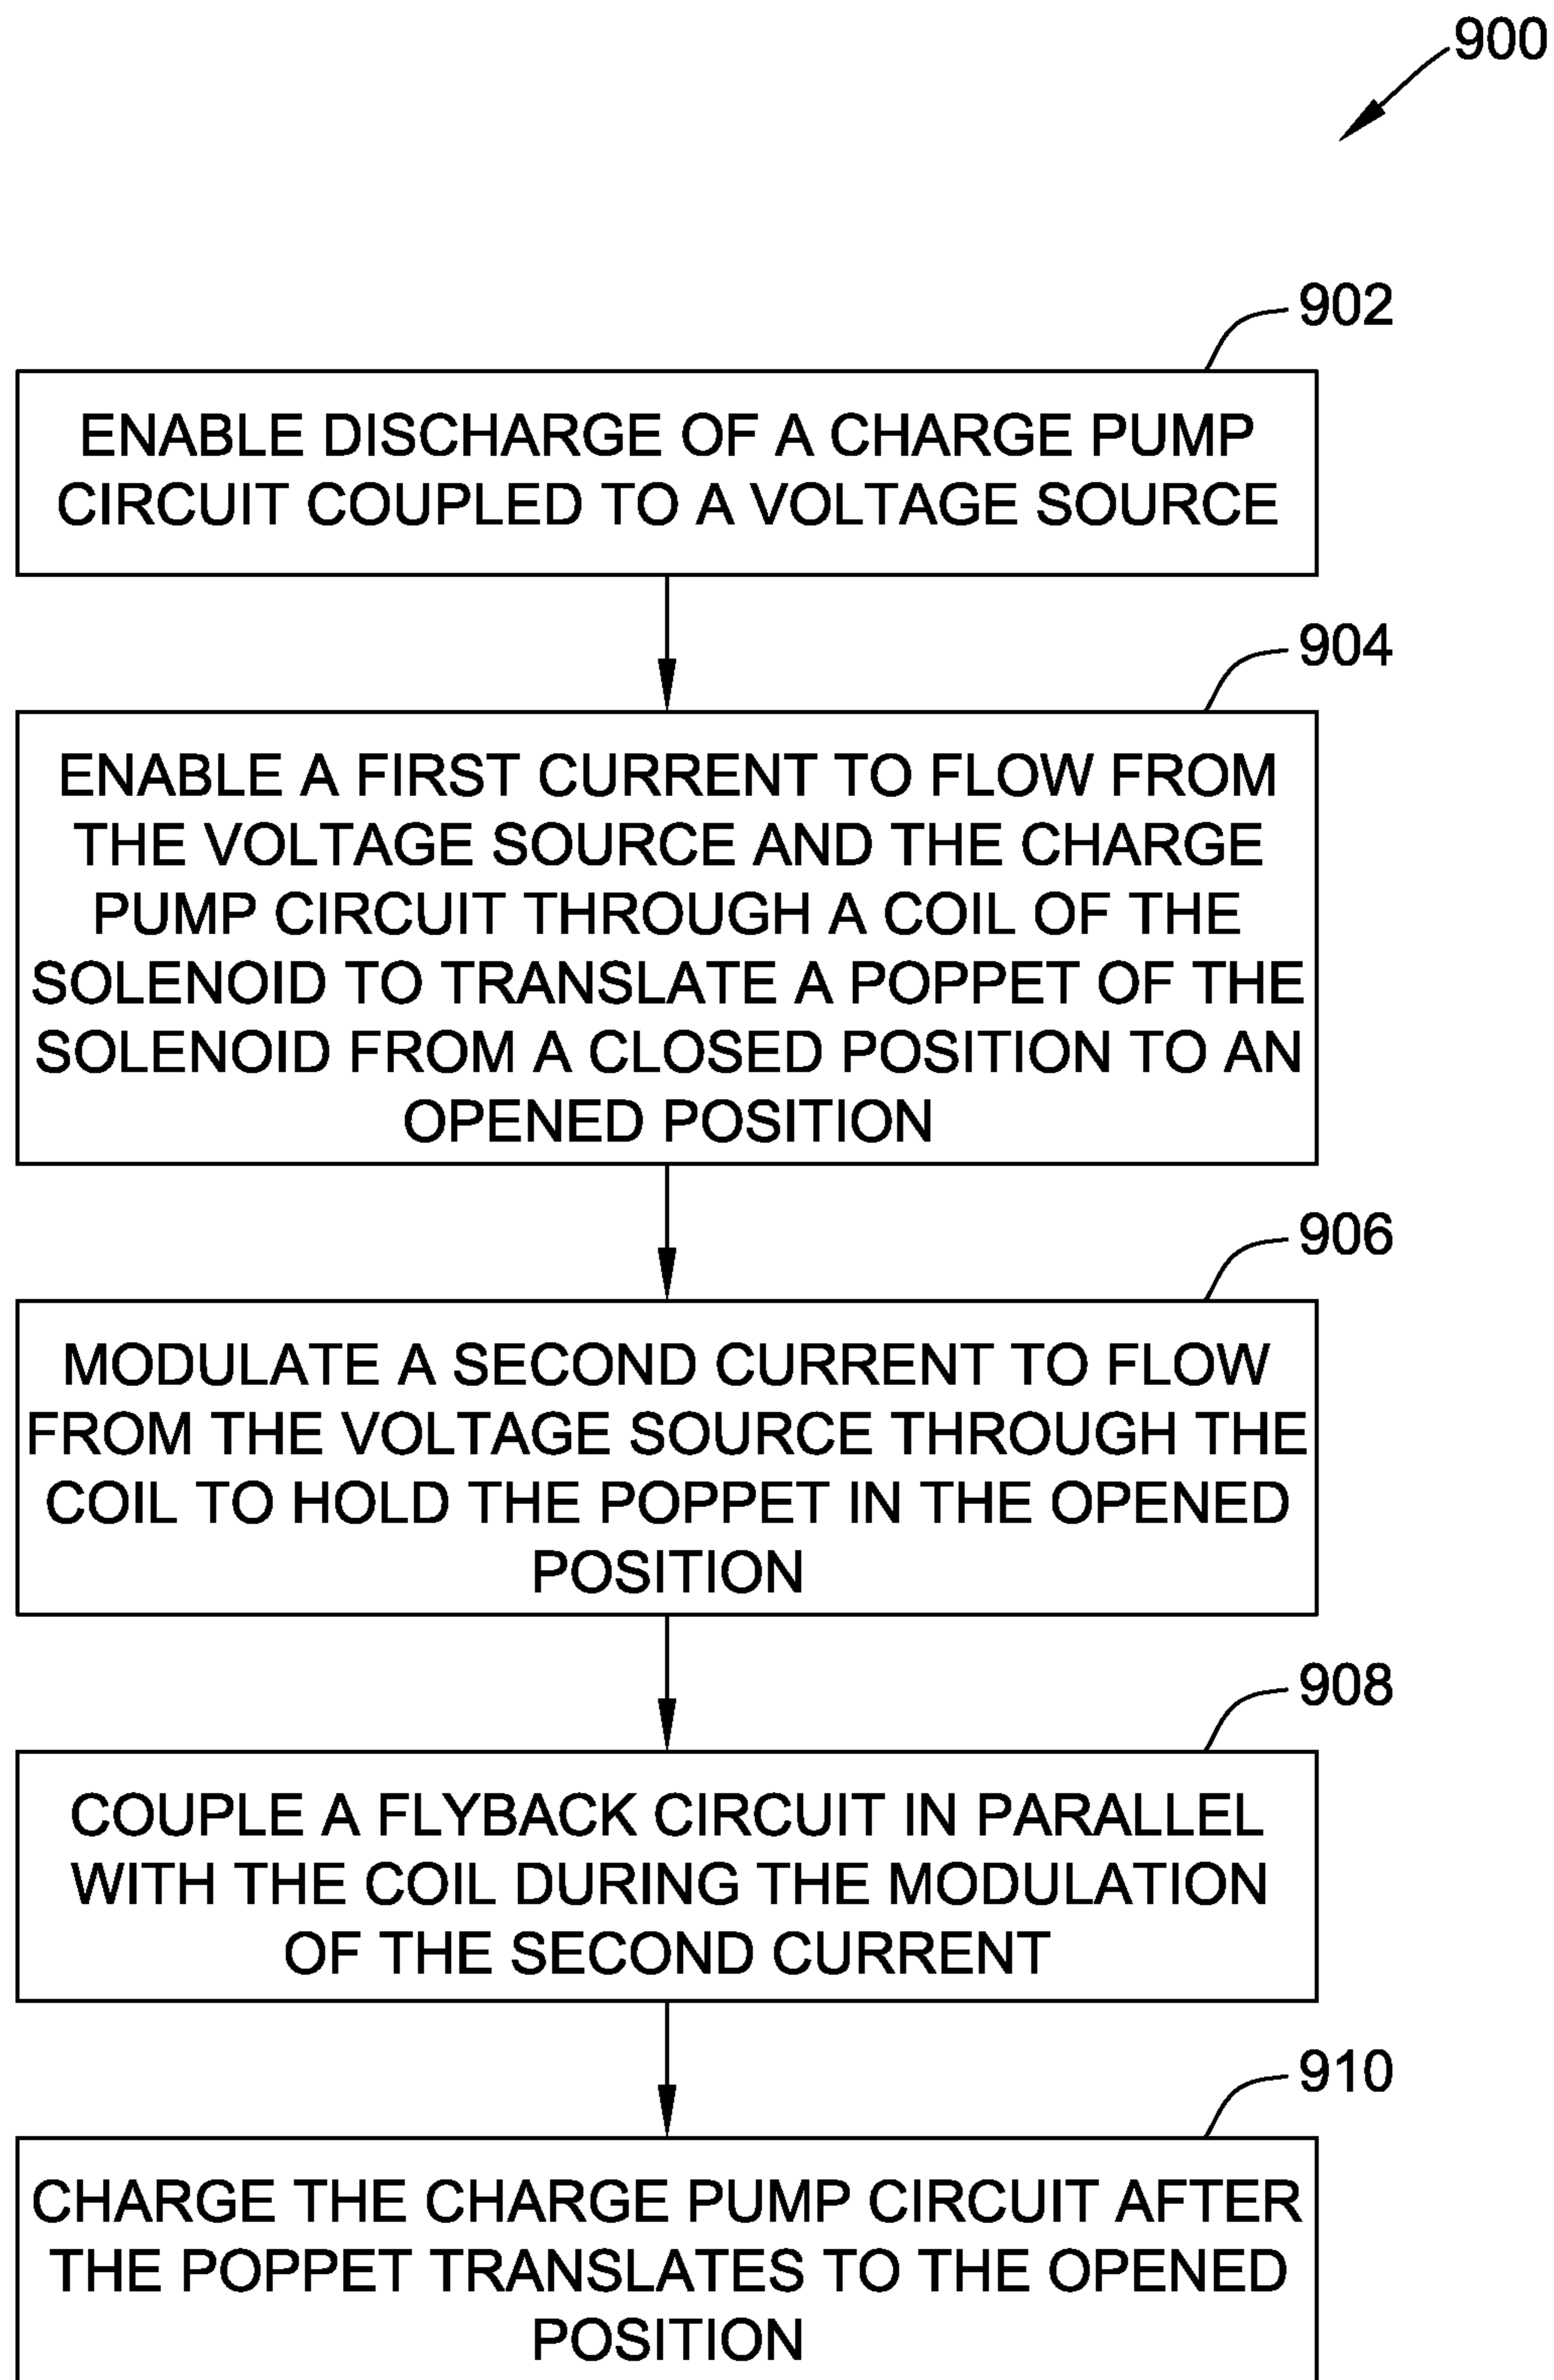 900
902
ENABLE DISCHARGE OF A CHARGE PUMP
CIRCUIT COUPLED TO A VOLTAGE SOURCE
904
ENABLE A FIRST CURRENT TO FLOW FROM
THE VOLTAGE SOURCE AND THE CHARGE
PUMP CIRCUIT THROUGH A COIL OF THE
SOLENOID TO TRANSLATE A POPPET OF THE
SOLENOID FROM A CLOSED POSITION TO AN
OPENED POSITION
906
MODULATE A SECOND CURRENT TO FLOW
FROM THE VOLTAGE SOURCE THROUGH THE
COIL TO HOLD THE POPPET IN THE OPENED
POSITION
908
COUPLE A FLYBACK CIRCUIT IN PARALLEL
WITH THE COIL DURING THE MODULATION
OF THE SECOND CURRENT
910
CHARGE THE CHARGE PUMP CIRCUIT AFTER
THE POPPET TRANSLATES TO THE OPENED
POSITION